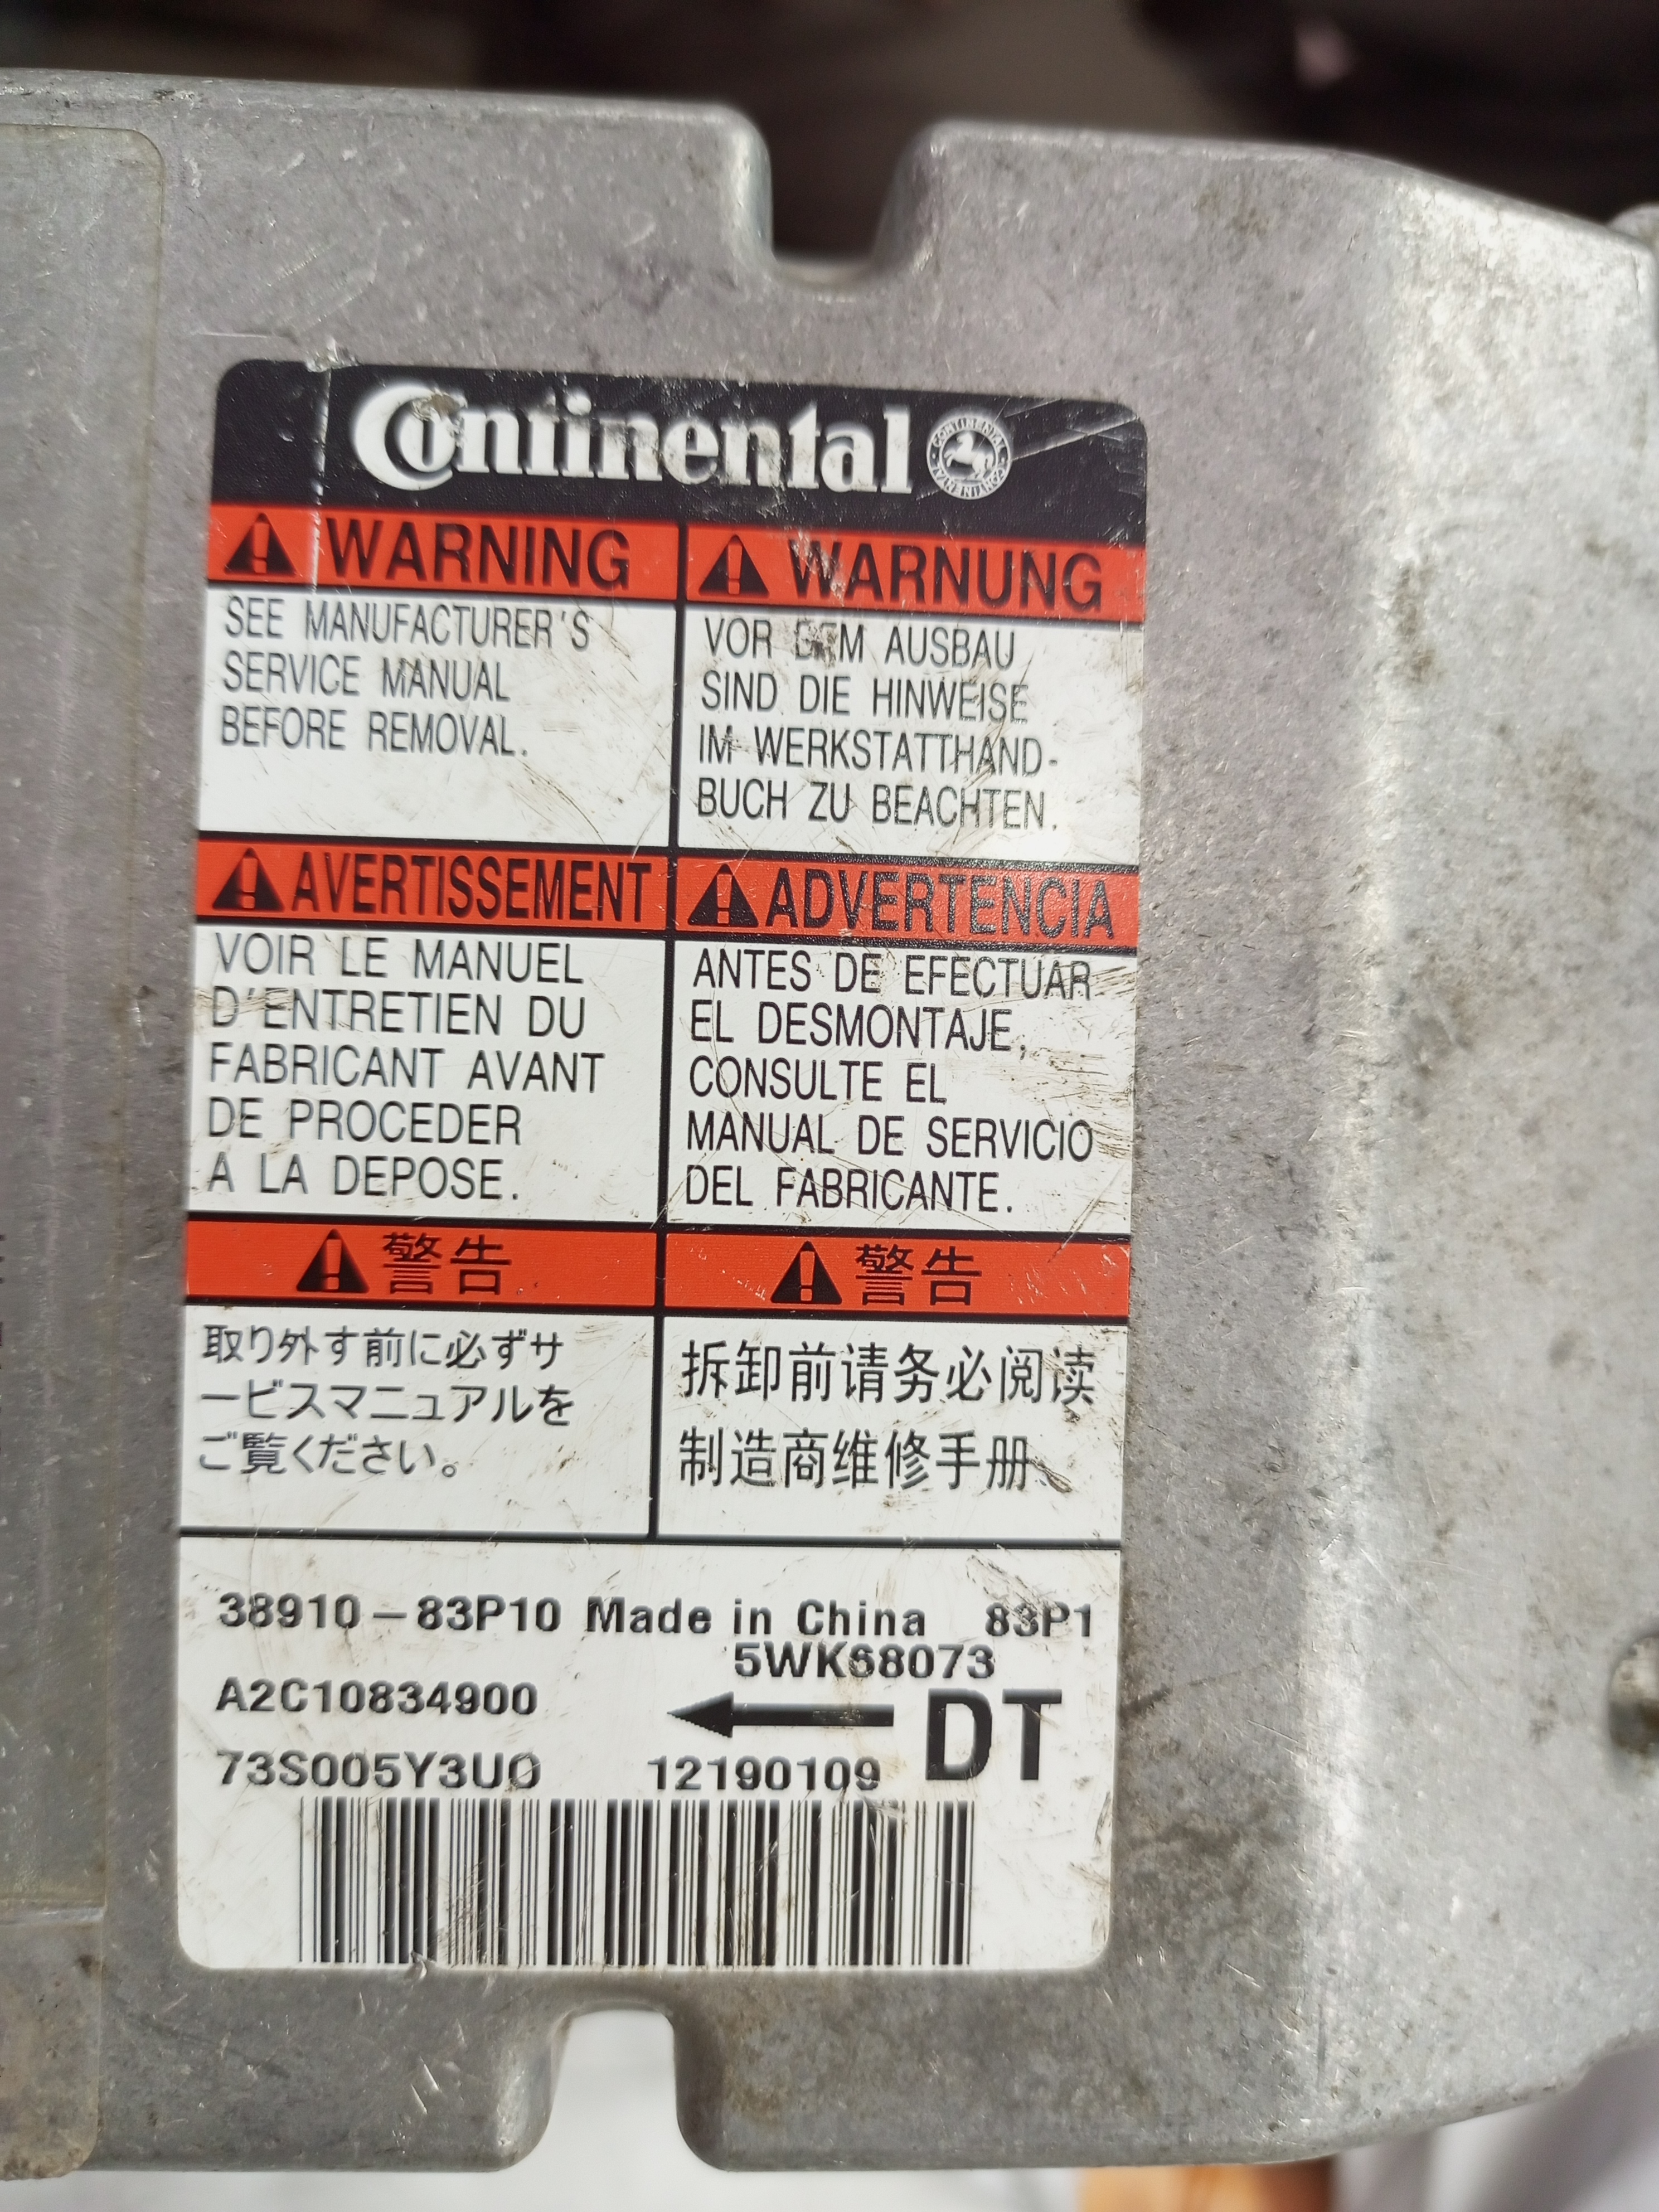 Continental
WARNING
SEE MANUFACTURER'S
SERVICE MANUAL
BEFORE REMOVAL.
WARNUNG
VOR DEM AUSBAU
SIND DIE HINWEISE
IM WERKSTATTHAND-
BUCH ZU BEACHTEN.
AVERTISSEMENT
VOIR LE MANUEL
D'ENTRETIEN DU
FABRICANT AVANT
DE PROCEDER
A LA DEPOSE.
ADVERTENCIA
ANTES DE EFECTUAR
EL DESMONTAJE,
CONSULTE EL
MANUAL DE SERVICIO
DEL FABRICANTE.
警告
取り外す前に必ずサ
ービスマニュアルを
ご覧ください。
警告
拆卸前请务必阅读
制造商维修手册、
38910-83P10 Made in China 83P1
5WK68073
A2C10834900
DT
73S005Y3U0 12190109